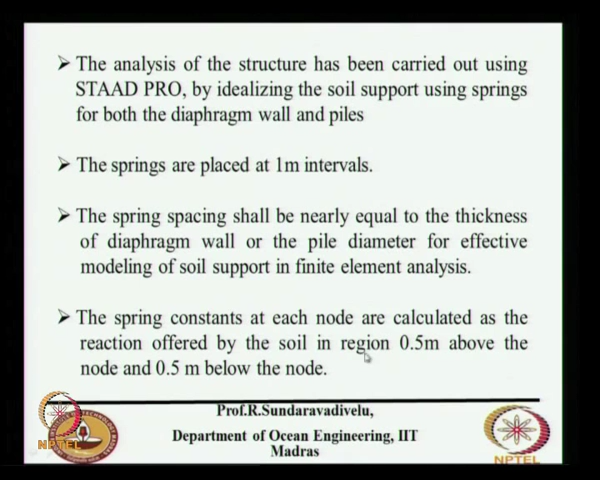 ➢ The analysis of the structure has been carried out using
STAAD PRO, by idealizing the soil support using springs
for both the diaphragm wall and piles
➢ The springs are placed at 1m intervals.
➢ The spring spacing shall be nearly equal to the thickness
of diaphragm wall or the pile diameter for effective
modeling of soil support in finite element analysis.
➢ The spring constants at each node are calculated as the
reaction offered by the soil in region 0.5m above the
node and 0.5 m below the node.
Prof.R.Sundaravadivelu,
Department of Ocean Engineering, IIT
Madras
NPTEL
NPTEL